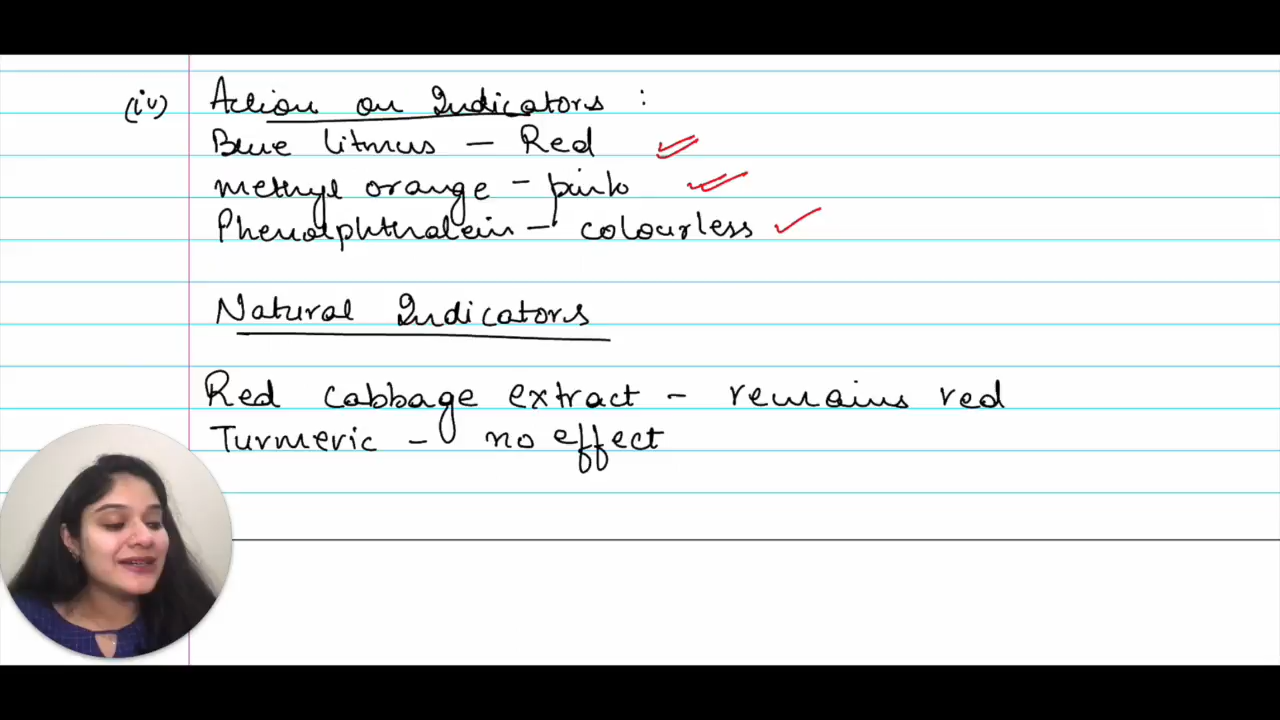 (iv) Action on Indicators :
Blue litmus - Red
methyl orange - pink
Phenolphthalein - colourless
Natural Indicators
Red cabbage extract - remains red
Turmeric - no effect